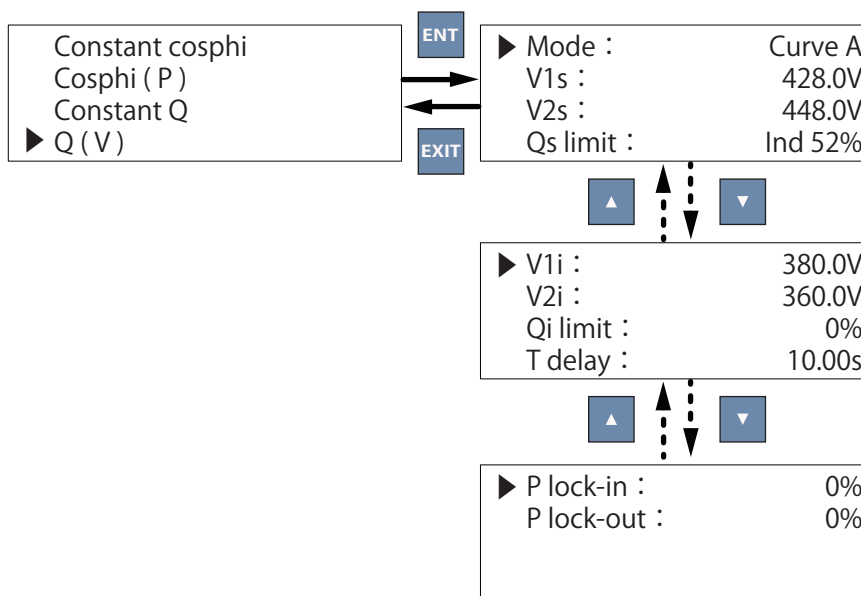 Constant cosphi
Cosphi ( P )
Constant Q
Q ( V )
ENT
EXIT
Mode : Curve A
V1s : 428.0V
V2s : 448.0V
Qs limit : Ind 52%
V1i : 380.0V
V2i : 360.0V
Qi limit : 0%
T delay : 10.00s
P lock-in : 0%
P lock-out : 0%